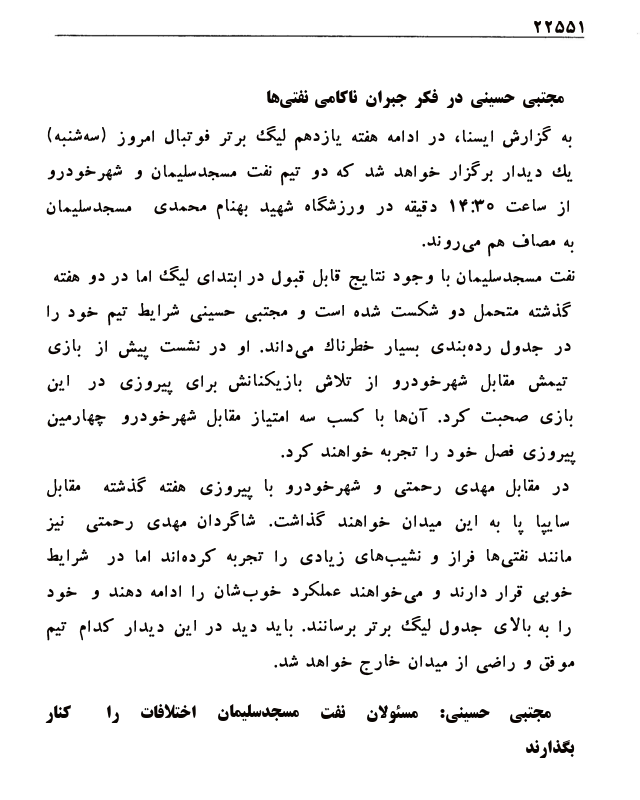 ۲۲۵۵۱
مجتبی حسینی در فکر جبران ناکامی نفتی‌ها
به گزارش ایسنا، در ادامه هفته یازدهم لیگ برتر فوتبال امروز (سه‌شنبه)
یك دیدار برگزار خواهد شد که دو تیم نفت مسجدسلیمان و شهرخودرو
از ساعت ۱۴:۳۰ دقیقه در ورزشگاه شهید بهنام محمدی مسجدسلیمان
به مصاف هم می‌روند.
نفت مسجدسلیمان با وجود نتایج قابل قبول در ابتدای لیگ اما در دو هفته
گذشته متحمل دو شکست شده است و مجتبی حسینی شرایط تیم خود را
در جدول رده‌بندی بسیار خطرناك می‌داند. او در نشست پیش از بازی
تیمش مقابل شهرخودرو از تلاش بازیکنانش برای پیروزی در این
بازی صحبت کرد. آن‌ها با کسب سه امتیاز مقابل شهرخودرو چهارمین
پیروزی فصل خود را تجربه خواهند کرد.
در مقابل مهدی رحمتی و شهرخودرو با پیروزی هفته گذشته مقابل
سایپا پا به این میدان خواهند گذاشت. شاگردان مهدی رحمتی نیز
مانند نفتی‌ها فراز و نشیب‌های زیادی را تجربه کرده‌اند اما در شرایط
خوبی قرار دارند و می‌خواهند عملکرد خوب‌شان را ادامه دهند و خود
را به بالای جدول لیگ برتر برسانند. باید دید در این دیدار کدام تیم
موفق و راضی از میدان خارج خواهد شد.
مجتبی حسینی: مسئولان نفت مسجدسلیمان اختلافات را کنار
بگذارند